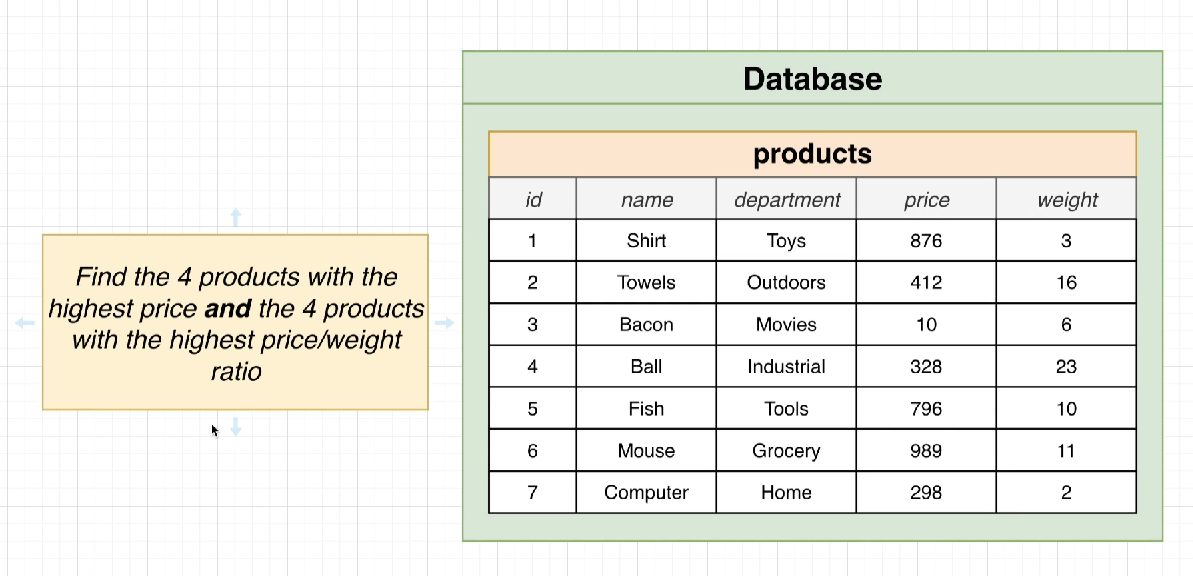 Find the 4 products with the
highest price and the 4 products
with the highest price/weight
ratio
Database
products
id name department price weight
1 Shirt Toys 876 3
2 Towels Outdoors 412 16
3 Bacon Movies 10 6
4 Ball Industrial 328 23
5 Fish Tools 796 10
6 Mouse Grocery 989 11
7 Computer Home 298 2